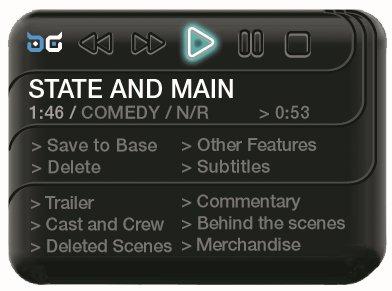 STATE AND MAIN
1:46 / COMEDY / N/R > 0:53
> Save to Base > Other Features
> Delete > Subtitles
> Trailer > Commentary
> Cast and Crew > Behind the scenes
> Deleted Scenes > Merchandise